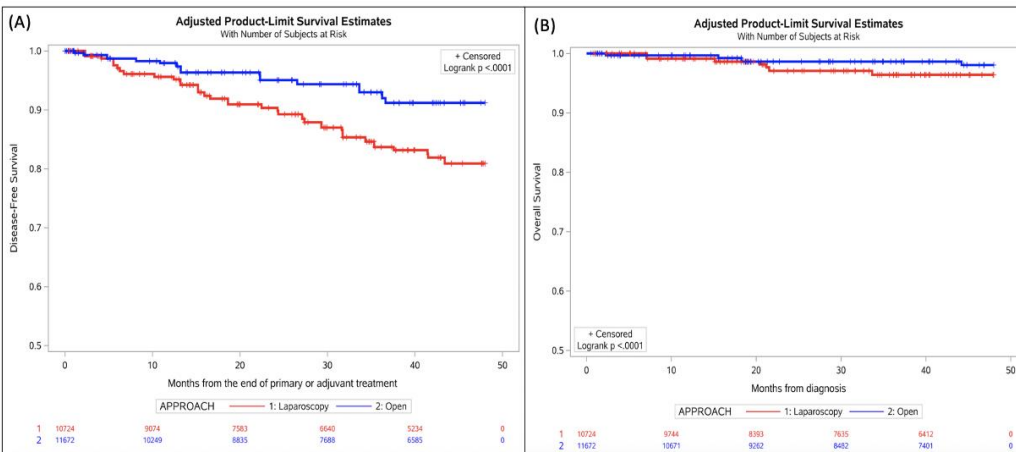 (A)
Adjusted Product-Limit Survival Estimates
With Number of Subjects at Risk
+ Censored
Logrank p <.0001
1.0
0.9
0.8
0.7
0.6
0.5
Disease-Free Survival
0 10 20 30 40 50
Months from the end of primary or adjuvant treatment
APPROACH 1: Laparoscopy 2: Open
1 10724 9074 7583 6640 5234 0
2 11672 10249 8835 7688 6585 0
(B)
Adjusted Product-Limit Survival Estimates
With Number of Subjects at Risk
1.0
0.9
0.8
0.7
0.6
0.5
Overall Survival
+ Censored
Logrank p <.0001
0 10 20 30 40 50
Months from diagnosis
APPROACH 1: Laparoscopy 2: Open
1 10724 9744 8393 7635 6412 0
2 11672 10671 9262 8482 7401 0